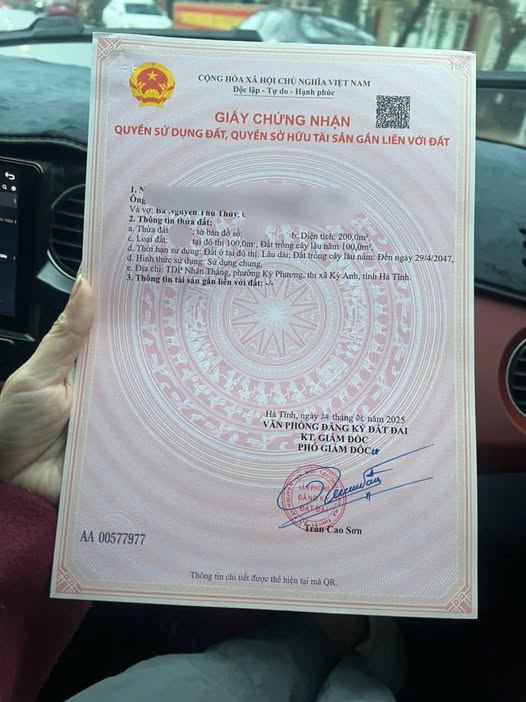 CỘNG HÒA XÃ HỘI CHỦ NGHĨA VIỆT NAM
Độc lập - Tự do - Hạnh phúc
GIẤY CHỨNG NHẬN
QUYỀN SỬ DỤNG ĐẤT, QUYỀN SỞ HỮU TÀI SẢN GẮN LIỀN VỚI ĐẤT
1. N
Ông
Và vợ: Bà Nguyễn Thu Thủy,
2. Thông tin thửa đất:
a. Thửa đất ; tờ bản đồ số: b. Diện tích: 200,0m²,
c. Loại đất: tại đô thị 100,0m²; Đất trồng cây lâu năm 100,0m²,
d. Thời hạn sử dụng: Đất ở tại đô thị: Lâu dài; Đất trồng cây lâu năm: Đến ngày 29/4/2047,
đ. Hình thức sử dụng: Sử dụng chung,
e. Địa chỉ: TDP Nhân Thắng, phường Kỳ Phương, thị xã Kỳ Anh, tỉnh Hà Tĩnh.
3. Thông tin tài sản gắn liền với đất: -/-
Hà Tĩnh, ngày tháng năm 2025
VĂN PHÒNG ĐĂNG KÝ ĐẤT ĐAI
KT. GIÁM ĐỐC
PHÓ GIÁM ĐỐC
VĂN PHÒNG
ĐĂNG KÝ
ĐẤT ĐAI
Trần Cao Sơn
AA 00577977
Thông tin chi tiết được thể hiện tại mã QR.